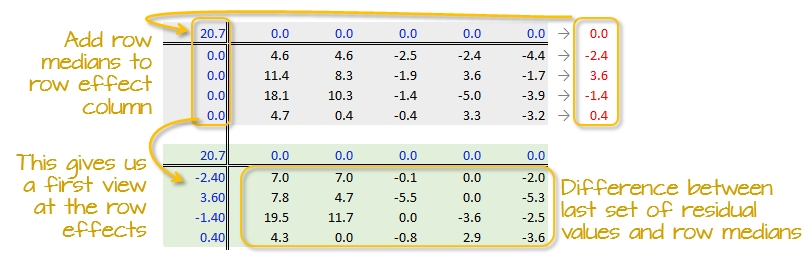 Add row
medians to
row effect
column
20.7 0.0 0.0 0.0 0.0 0.0 → 0.0
0.0 4.6 4.6 -2.5 -2.4 -4.4 → -2.4
0.0 11.4 8.3 -1.9 3.6 -1.7 → 3.6
0.0 18.1 10.3 -1.4 -5.0 -3.9 → -1.4
0.0 4.7 0.4 -0.4 3.3 -3.2 → 0.4
This gives us
a first view
at the row
effects
20.7 0.0 0.0 0.0 0.0 0.0
-2.40 7.0 7.0 -0.1 0.0 -2.0
3.60 7.8 4.7 -5.5 0.0 -5.3
-1.40 19.5 11.7 0.0 -3.6 -2.5
0.40 4.3 0.0 -0.8 2.9 -3.6
Difference between
last set of residual
values and row medians